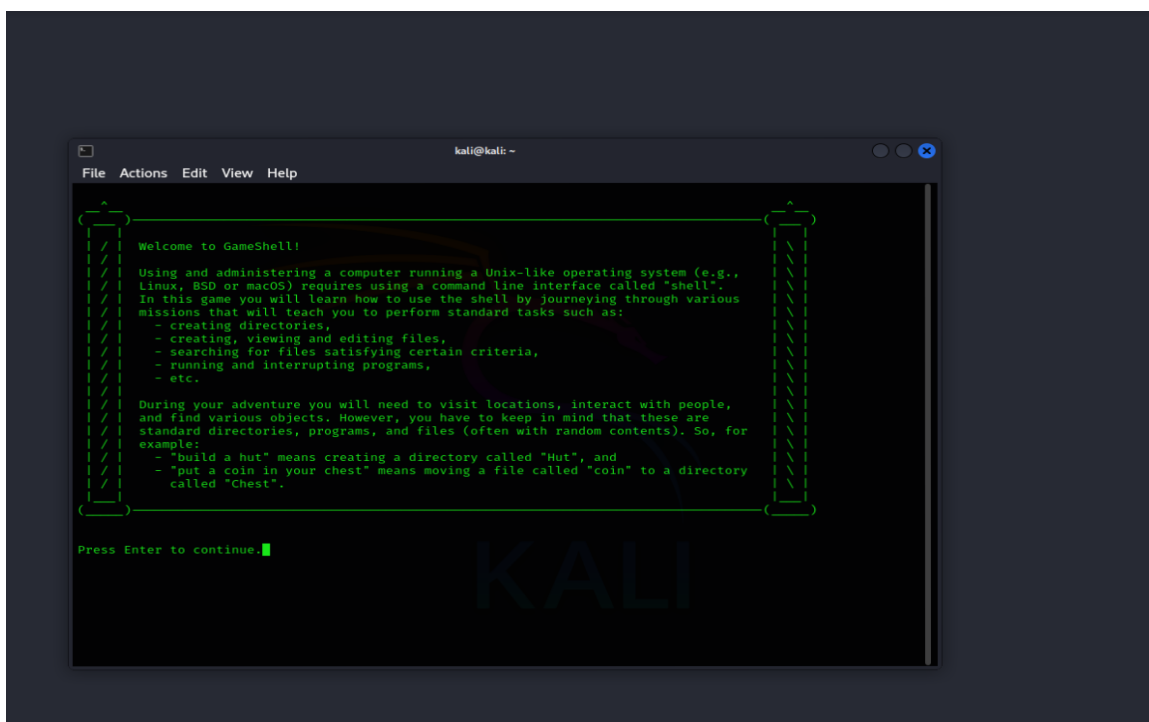 kali@kali: ~
File Actions Edit View Help
Welcome to GameShell!
Using and administering a computer running a Unix-like operating system (e.g.,
Linux, BSD or macOS) requires using a command line interface called "shell".
In this game you will learn how to use the shell by journeying through various
missions that will teach you to perform standard tasks such as:
- creating directories,
- creating, viewing and editing files,
- searching for files satisfying certain criteria,
- running and interrupting programs,
- etc.
During your adventure you will need to visit locations, interact with people,
and find various objects. However, you have to keep in mind that these are
standard directories, programs, and files (often with random contents). So, for
example:
- "build a hut" means creating a directory called "Hut", and
- "put a coin in your chest" means moving a file called "coin" to a directory
called "Chest".
Press Enter to continue.
KALI